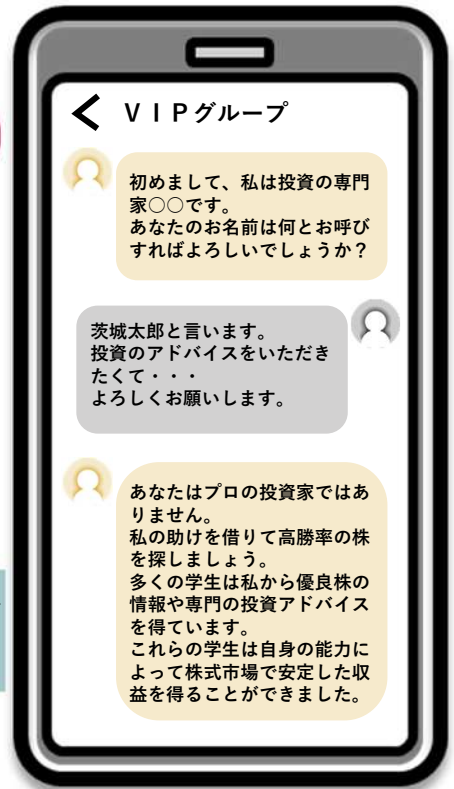 VIPグループ
初めまして、私は投資の専門
家○○です。
あなたのお名前は何とお呼び
すればよろしいでしょうか？
茨城太郎と言います。
投資のアドバイスをいただき
たくて・・・
よろしくお願いします。
あなたはプロの投資家ではあ
りません。
私の助けを借りて高勝率の株
を探しましょう。
多くの学生は私から優良株の
情報や専門の投資アドバイス
を得ています。
これらの学生は自身の能力に
よって株式市場で安定した収
益を得ることができました。